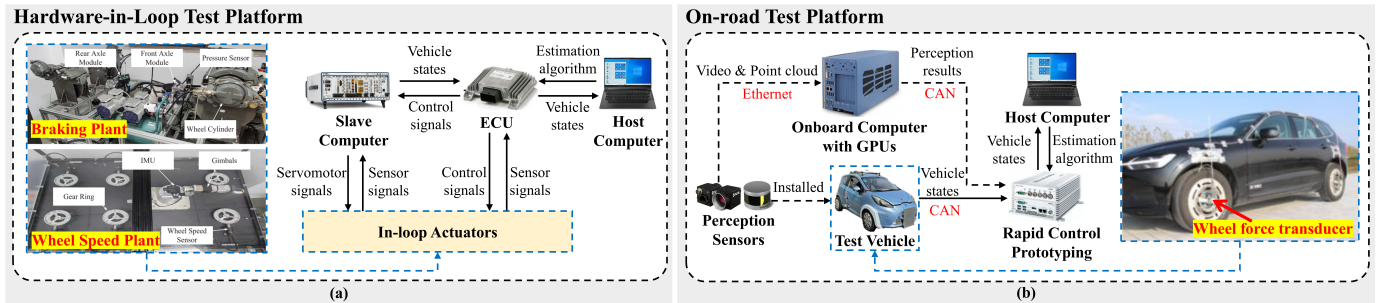 Hardware-in-Loop Test Platform
Rear Axle
Module
Front Axle
Module
Pressure Sensor
Wheel Cylinder
Braking Plant
IMU
Gimbals
Gear Ring
Wheel Speed
Sensor
Wheel Speed Plant
Vehicle
states
Control
signals
Slave
Computer
ECU
Estimation
algorithm
Vehicle
states
Host
Computer
Servomotor
signals
Sensor
signals
Control
signals
Sensor
signals
In-loop Actuators
(a)
On-road Test Platform
Video & Point cloud
Ethernet
Perception
results
CAN
Onboard Computer
with GPUs
Host Computer
Vehicle
states
Estimation
algorithm
Installed
Perception
Sensors
Test Vehicle
Vehicle
states
CAN
Rapid Control
Prototyping
Wheel force transducer
(b)